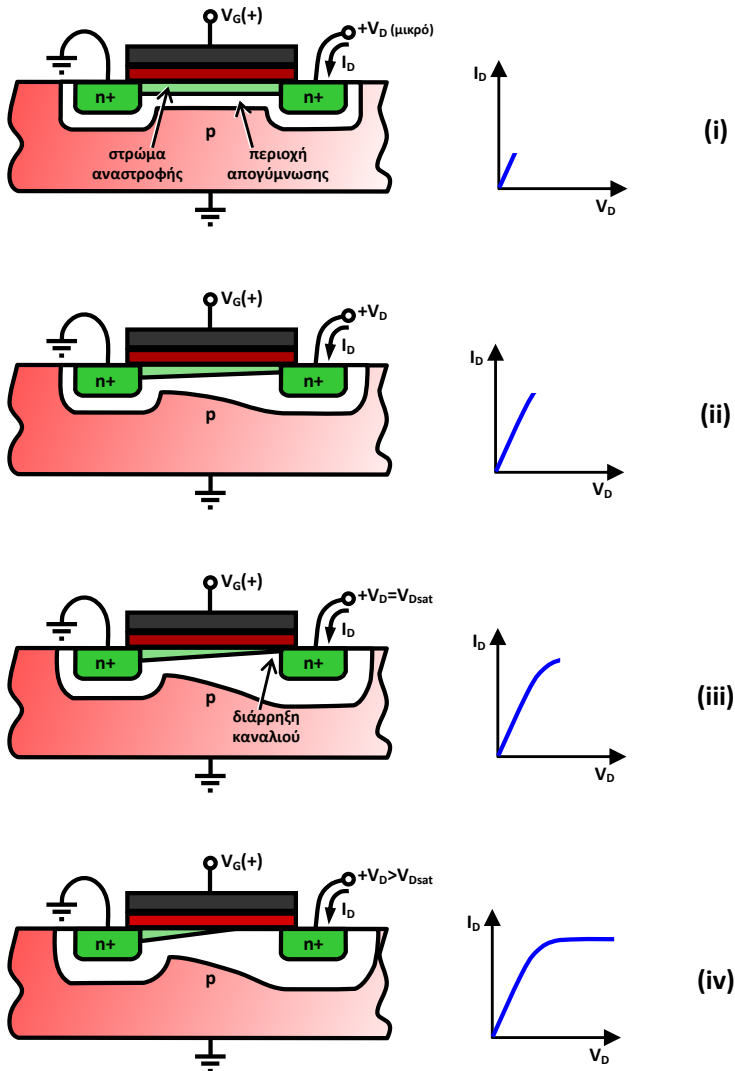 V_G(+)
+V_D (μικρό)
I_D
n+
n+
p
στρώμα
αναστροφής
περιοχή
απογύμνωσης
I_D
V_D
(i)
V_G(+)
+V_D
I_D
n+
n+
p
I_D
V_D
(ii)
V_G(+)
+V_D=V_Dsat
I_D
n+
n+
p
διάρρηξη
καναλιού
I_D
V_D
(iii)
V_G(+)
+V_D>V_Dsat
I_D
n+
n+
p
I_D
V_D
(iv)